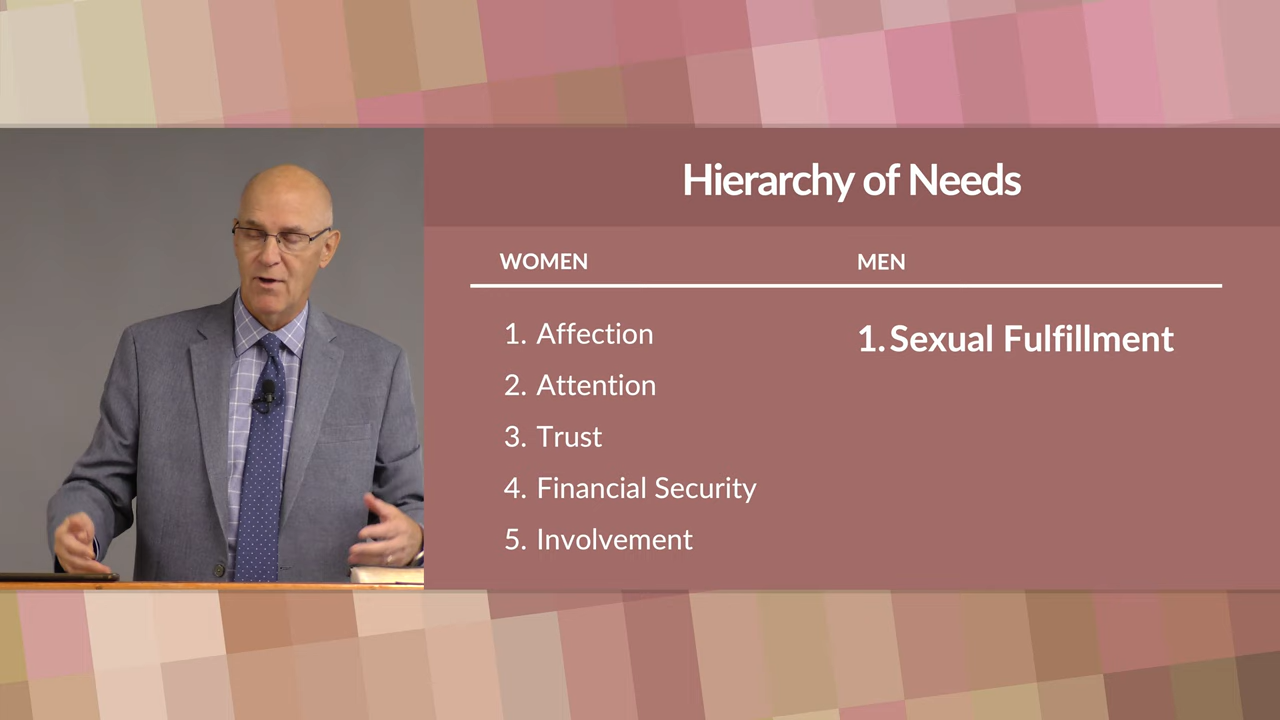 Hierarchy of Needs
WOMEN
1. Affection
2. Attention
3. Trust
4. Financial Security
5. Involvement
MEN
1. Sexual Fulfillment